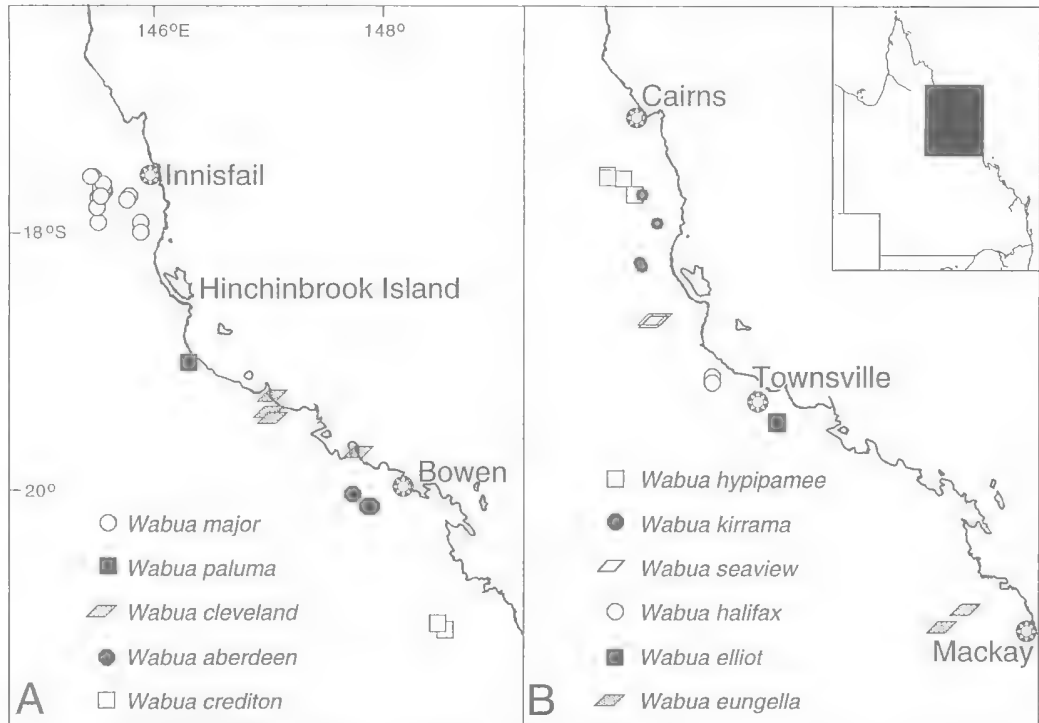 146°E
148°
Innisfail
18°S
Hinchinbrook Island
Bowen
20°
Wabua major
Wabua paluma
Wabua cleveland
Wabua aberdeen
Wabua crediton
A
Cairns
Townsville
Wabua hypipamee
Wabua kirrama
Wabua seaview
Wabua halifax
Wabua elliot
Wabua eungella
Mackay
B